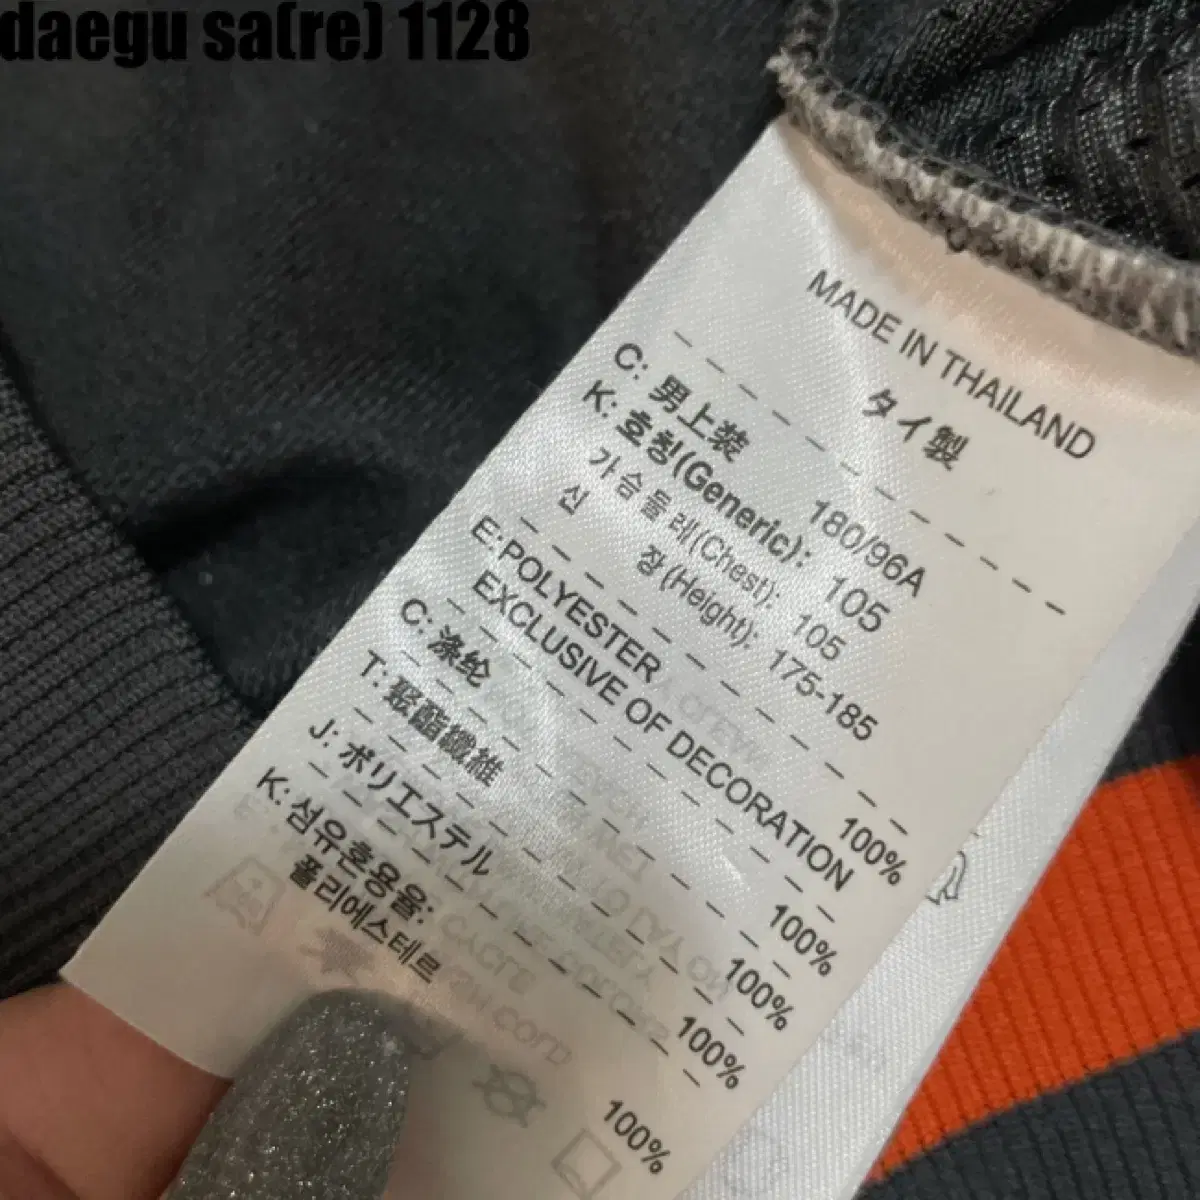 daegu sa(re) 1128
MADE IN THAILAND
タイ製
C: 男上装 180/96A
K: 호칭(Generic): 105
가슴둘레(Chest): 105
신 장(Height): 175-185
E: POLYESTER 100%
EXCLUSIVE OF DECORATION
C: 涤纶 100%
T: 聚酯纖維 100%
J: ポリエステル 100%
K: 섬유혼용율:
폴리에스테르 100%